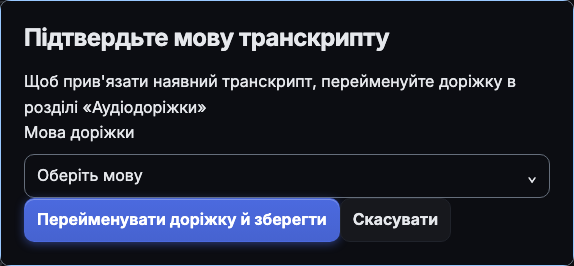 Підтвердьте мову транскрипту
Щоб прив'язати наявний транскрипт, перейменуйте доріжку в
розділі «Аудіодоріжки»
Мова доріжки
Оберіть мову
Перейменувати доріжку й зберегти
Скасувати